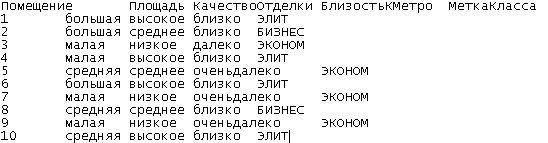 Помещение Площадь КачествоОтделки БлизостьКМетро МеткаКласса
1 большая высокое близко ЭЛИТ
2 большая среднее близко БИЗНЕС
3 малая низкое далеко ЭКОНОМ
4 малая высокое близко ЭЛИТ
5 средняя среднее оченьдалеко ЭКОНОМ
6 большая высокое близко ЭЛИТ
7 малая низкое оченьдалеко ЭКОНОМ
8 средняя среднее близко БИЗНЕС
9 малая низкое оченьдалеко ЭКОНОМ
10 средняя высокое близко ЭЛИТ